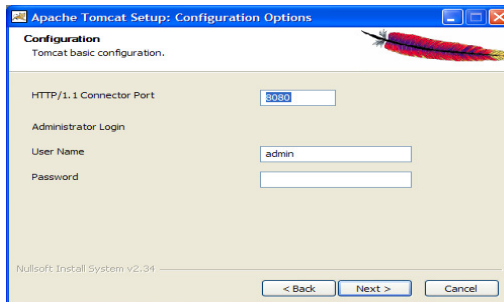 Apache Tomcat Setup: Configuration Options
Configuration
Tomcat basic configuration.
HTTP/1.1 Connector Port
8080
Administrator Login
User Name
admin
Password
Nullsoft Install System v2.34
< Back
Next >
Cancel